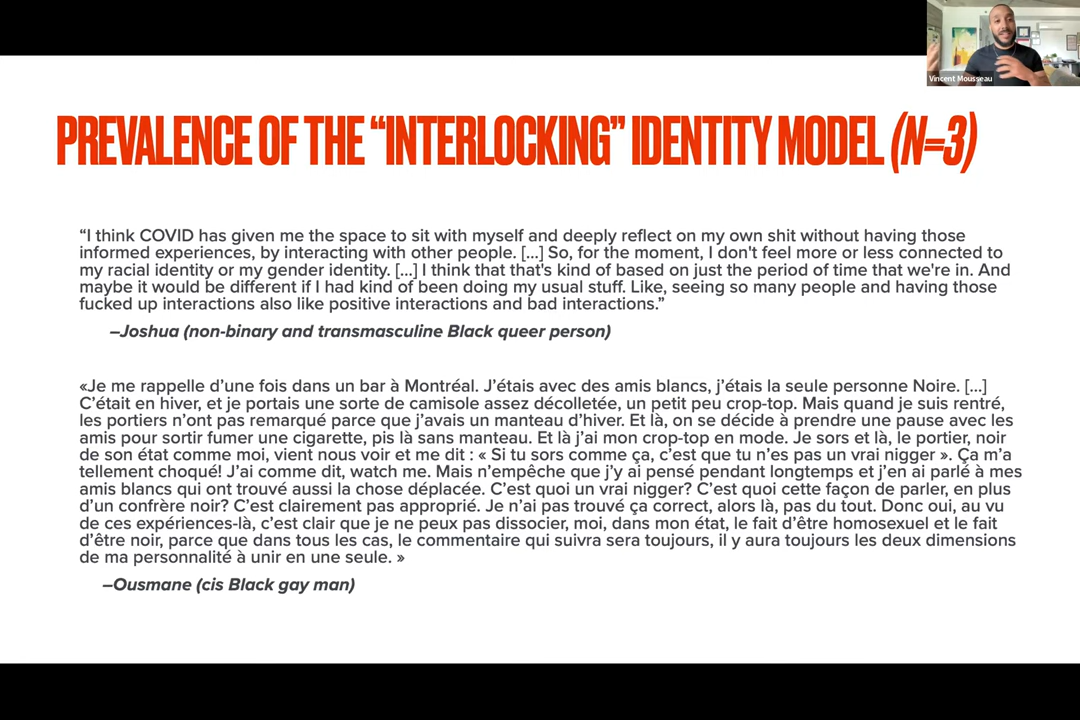 Vincent Mousseau
PREVALENCE OF THE “INTERLOCKING” IDENTITY MODEL (N=3)
“I think COVID has given me the space to sit with myself and deeply reflect on my own shit without having those
informed experiences, by interacting with other people. [...] So, for the moment, I don't feel more or less connected to
my racial identity or my gender identity. [...] I think that that's kind of based on just the period of time that we're in. And
maybe it would be different if I had kind of been doing my usual stuff. Like, seeing so many people and having those
fucked up interactions also like positive interactions and bad interactions.”
–Joshua (non-binary and transmasculine Black queer person)
«Je me rappelle d’une fois dans un bar à Montréal. J’étais avec des amis blancs, j’étais la seule personne Noire. [...]
C’était en hiver, et je portais une sorte de camisole assez décolletée, un petit peu crop-top. Mais quand je suis rentré,
les portiers n’ont pas remarqué parce que j’avais un manteau d’hiver. Et là, on se décide à prendre une pause avec les
amis pour sortir fumer une cigarette, pis là sans manteau. Et là j’ai mon crop-top en mode. Je sors et là, le portier, noir
de son état comme moi, vient nous voir et me dit : « Si tu sors comme ça, c’est que tu n’es pas un vrai nigger ». Ça m’a
tellement choqué! J’ai comme dit, watch me. Mais n’empêche que j’y ai pensé pendant longtemps et j’en ai parlé à mes
amis blancs qui ont trouvé aussi la chose déplacée. C’est quoi un vrai nigger? C’est quoi cette façon de parler, en plus
d’un confrère noir? C’est clairement pas approprié. Je n’ai pas trouvé ça correct, alors là, pas du tout. Donc oui, au vu
de ces expériences-là, c’est clair que je ne peux pas dissocier, moi, dans mon état, le fait d’être homosexuel et le fait
d’être noir, parce que dans tous les cas, le commentaire qui suivra sera toujours, il y aura toujours les deux dimensions
de ma personnalité à unir en une seule. »
–Ousmane (cis Black gay man)